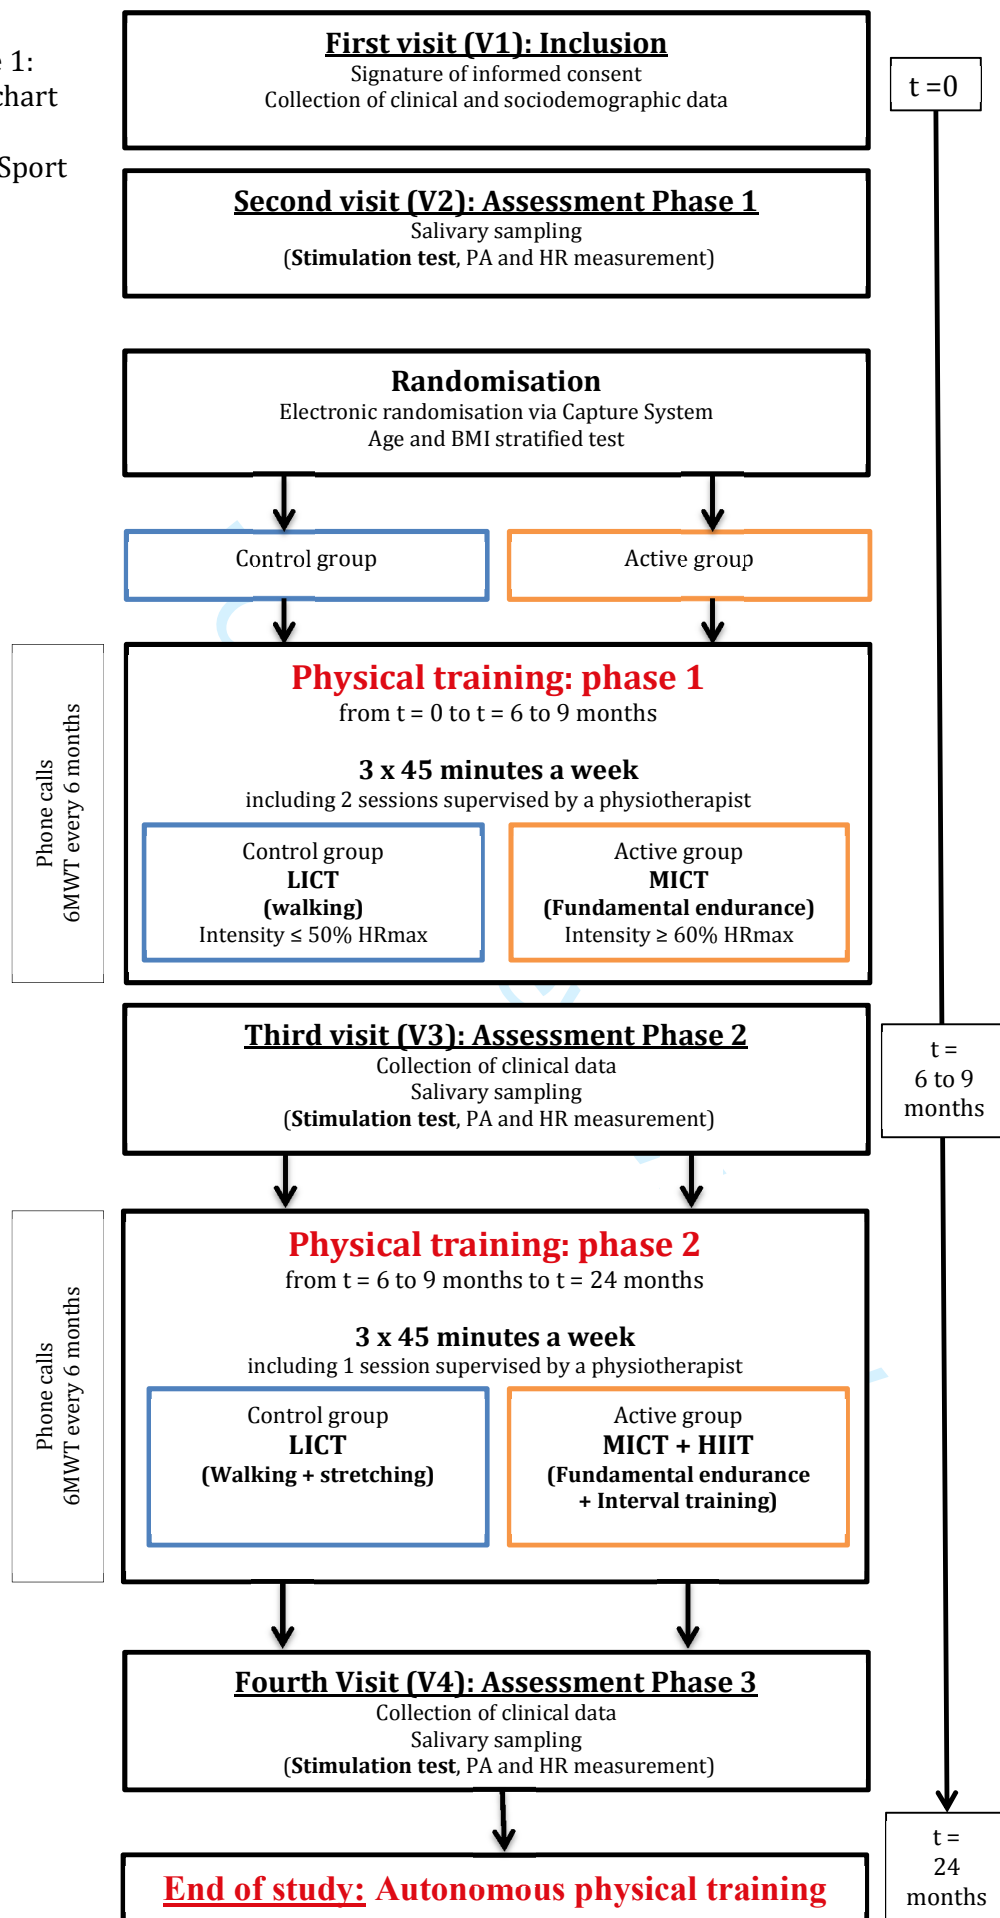 e 1:
chart
Sport
First visit (V1): Inclusion
Signature of informed consent
Collection of clinical and sociodemographic data
t =0
Second visit (V2): Assessment Phase 1
Salivary sampling
(Stimulation test, PA and HR measurement)
Randomisation
Electronic randomisation via Capture System
Age and BMI stratified test
Control group
Active group
Phone calls
6MWT every 6 months
Physical training: phase 1
from t = 0 to t = 6 to 9 months
3 x 45 minutes a week
including 2 sessions supervised by a physiotherapist
Control group
LICT
(walking)
Intensity ≤ 50% HRmax
Active group
MICT
(Fundamental endurance)
Intensity ≥ 60% HRmax
Third visit (V3): Assessment Phase 2
Collection of clinical data
Salivary sampling
(Stimulation test, PA and HR measurement)
t =
6 to 9
months
Phone calls
6MWT every 6 months
Physical training: phase 2
from t = 6 to 9 months to t = 24 months
3 x 45 minutes a week
including 1 session supervised by a physiotherapist
Control group
LICT
(Walking + stretching)
Active group
MICT + HIIT
(Fundamental endurance
+ Interval training)
Fourth Visit (V4): Assessment Phase 3
Collection of clinical data
Salivary sampling
(Stimulation test, PA and HR measurement)
t =
24
months
End of study: Autonomous physical training